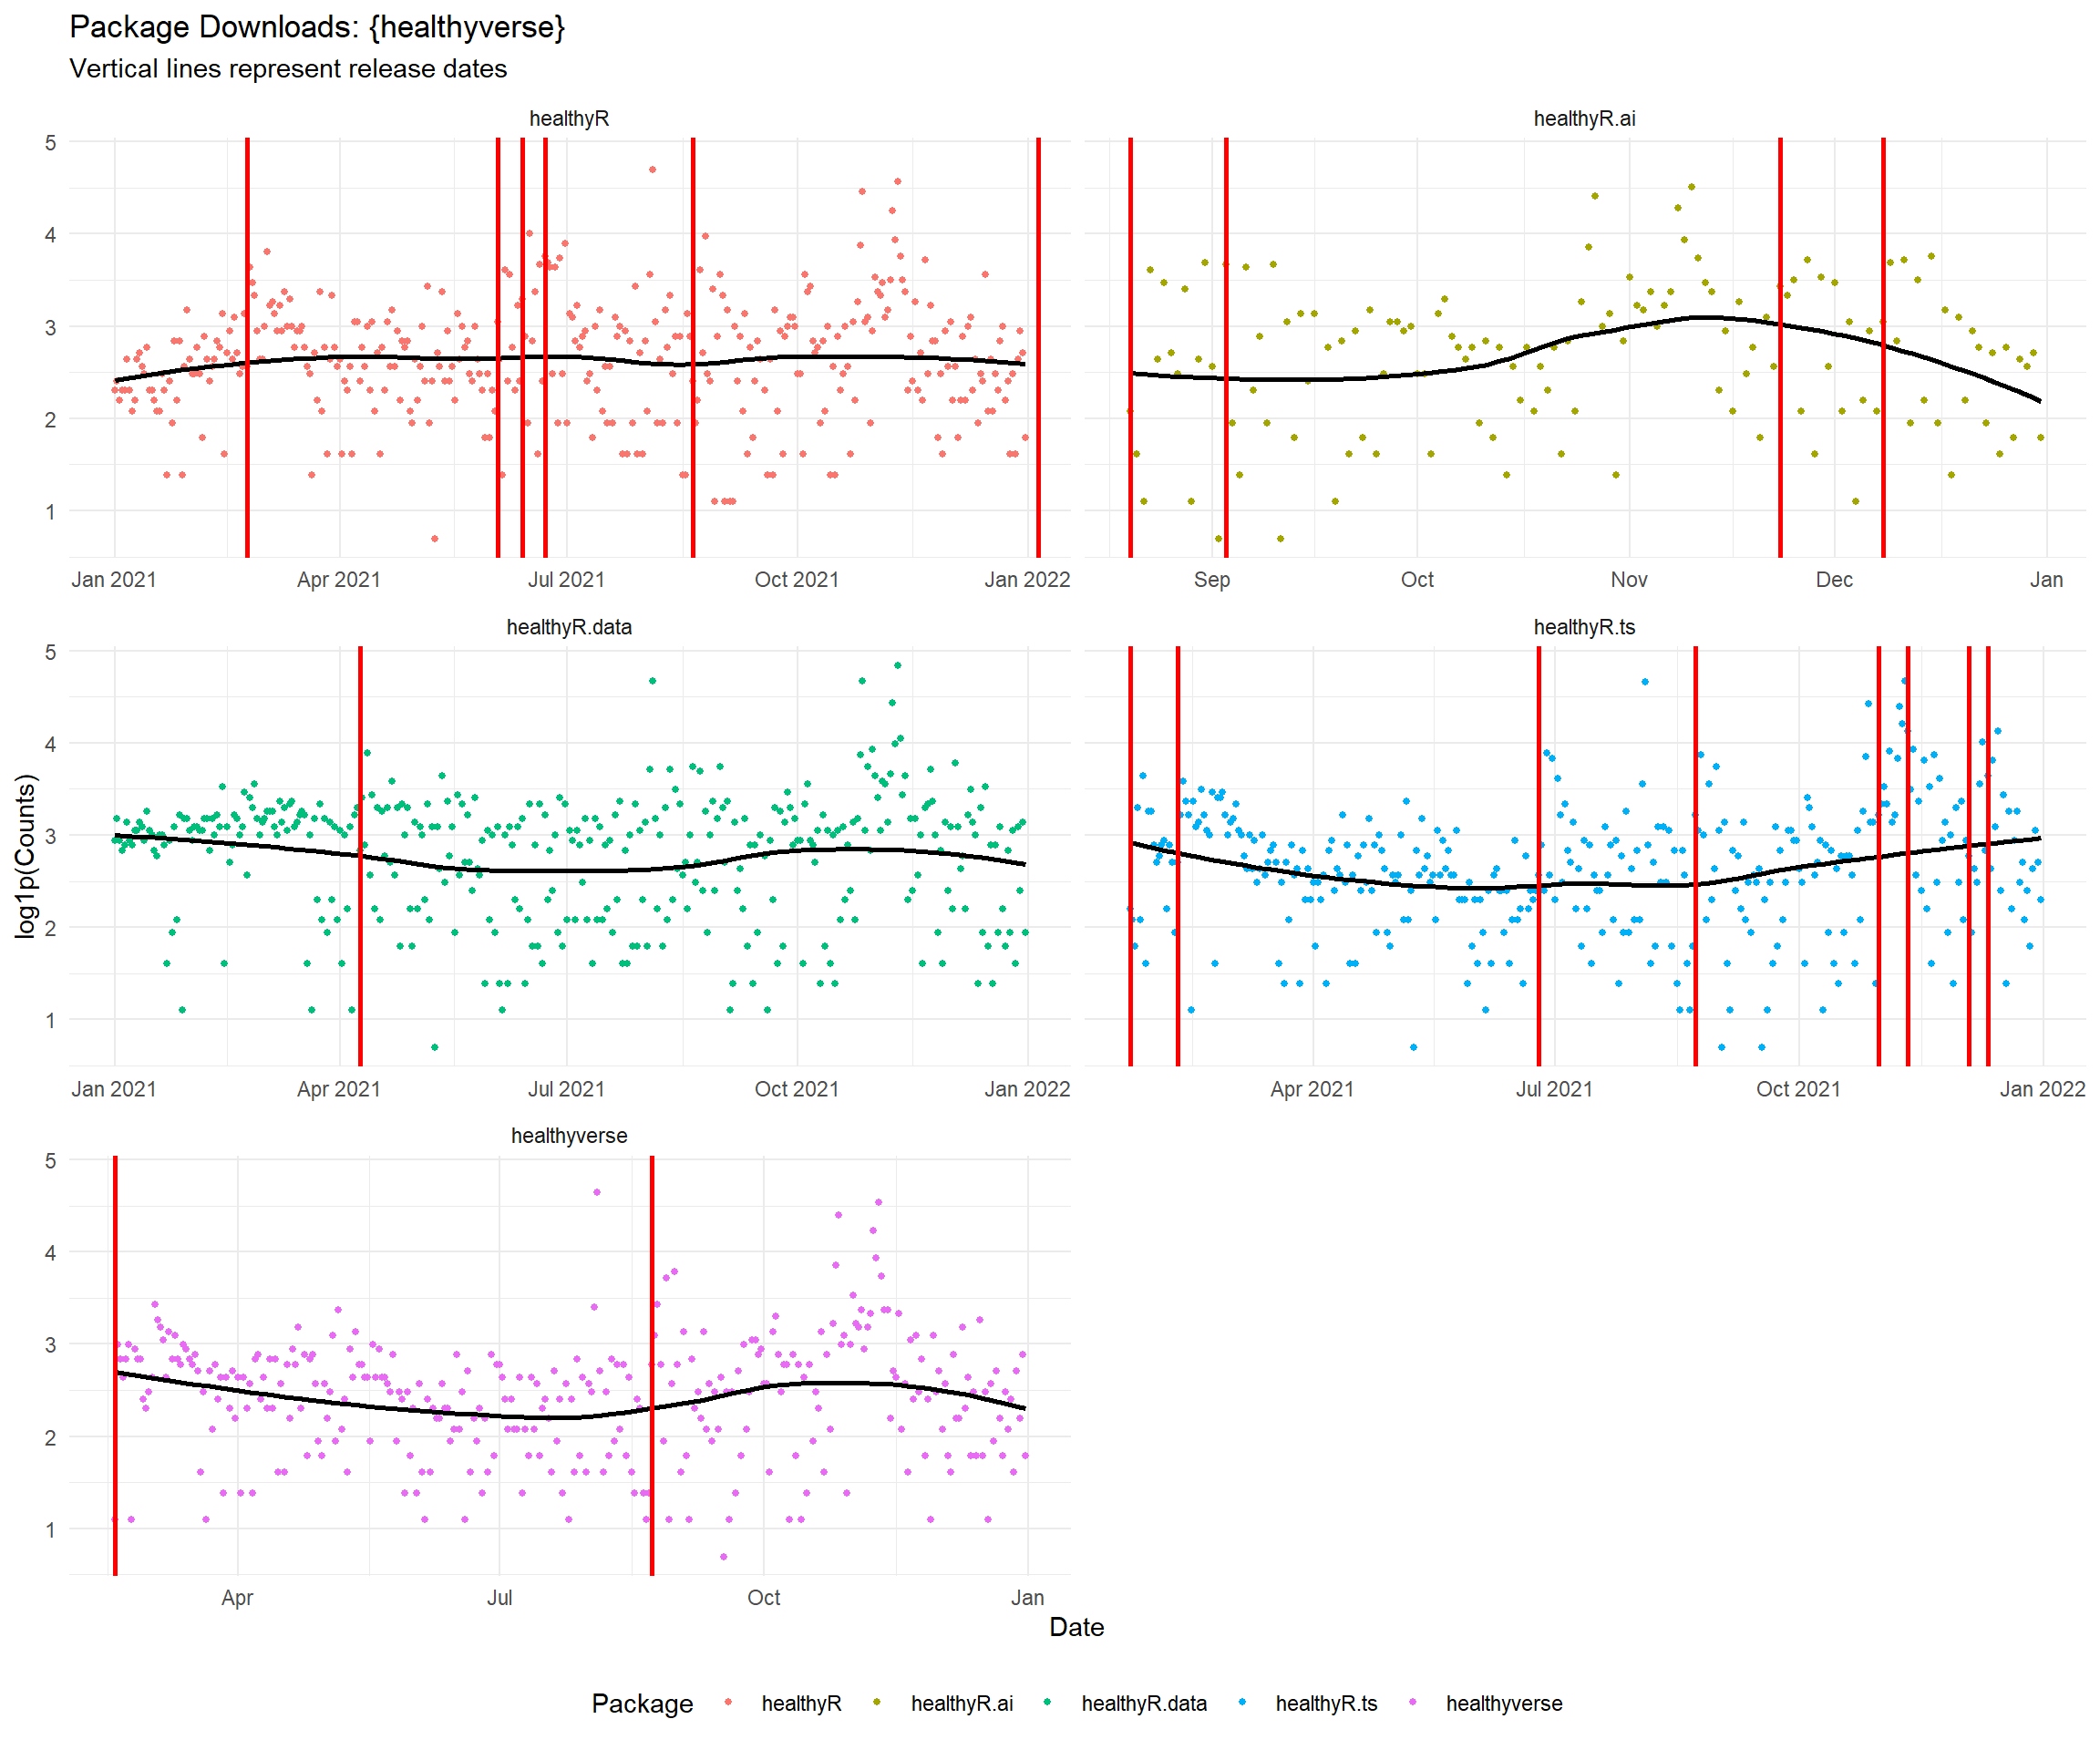 Package Downloads: {healthyverse}
Vertical lines represent release dates
healthyR
healthyR.ai
5
4
3
2
1
Jan 2021 Apr 2021 Jul 2021 Oct 2021 Jan 2022
Sep Oct Nov Dec Jan
healthyR.data
healthyR.ts
5
4
3
2
1
log1p(Counts)
Jan 2021 Apr 2021 Jul 2021 Oct 2021 Jan 2022
Apr 2021 Jul 2021 Oct 2021 Jan 2022
healthyverse
5
4
3
2
1
Apr Jul Oct Jan
Date
Package healthyR healthyR.ai healthyR.data healthyR.ts healthyverse